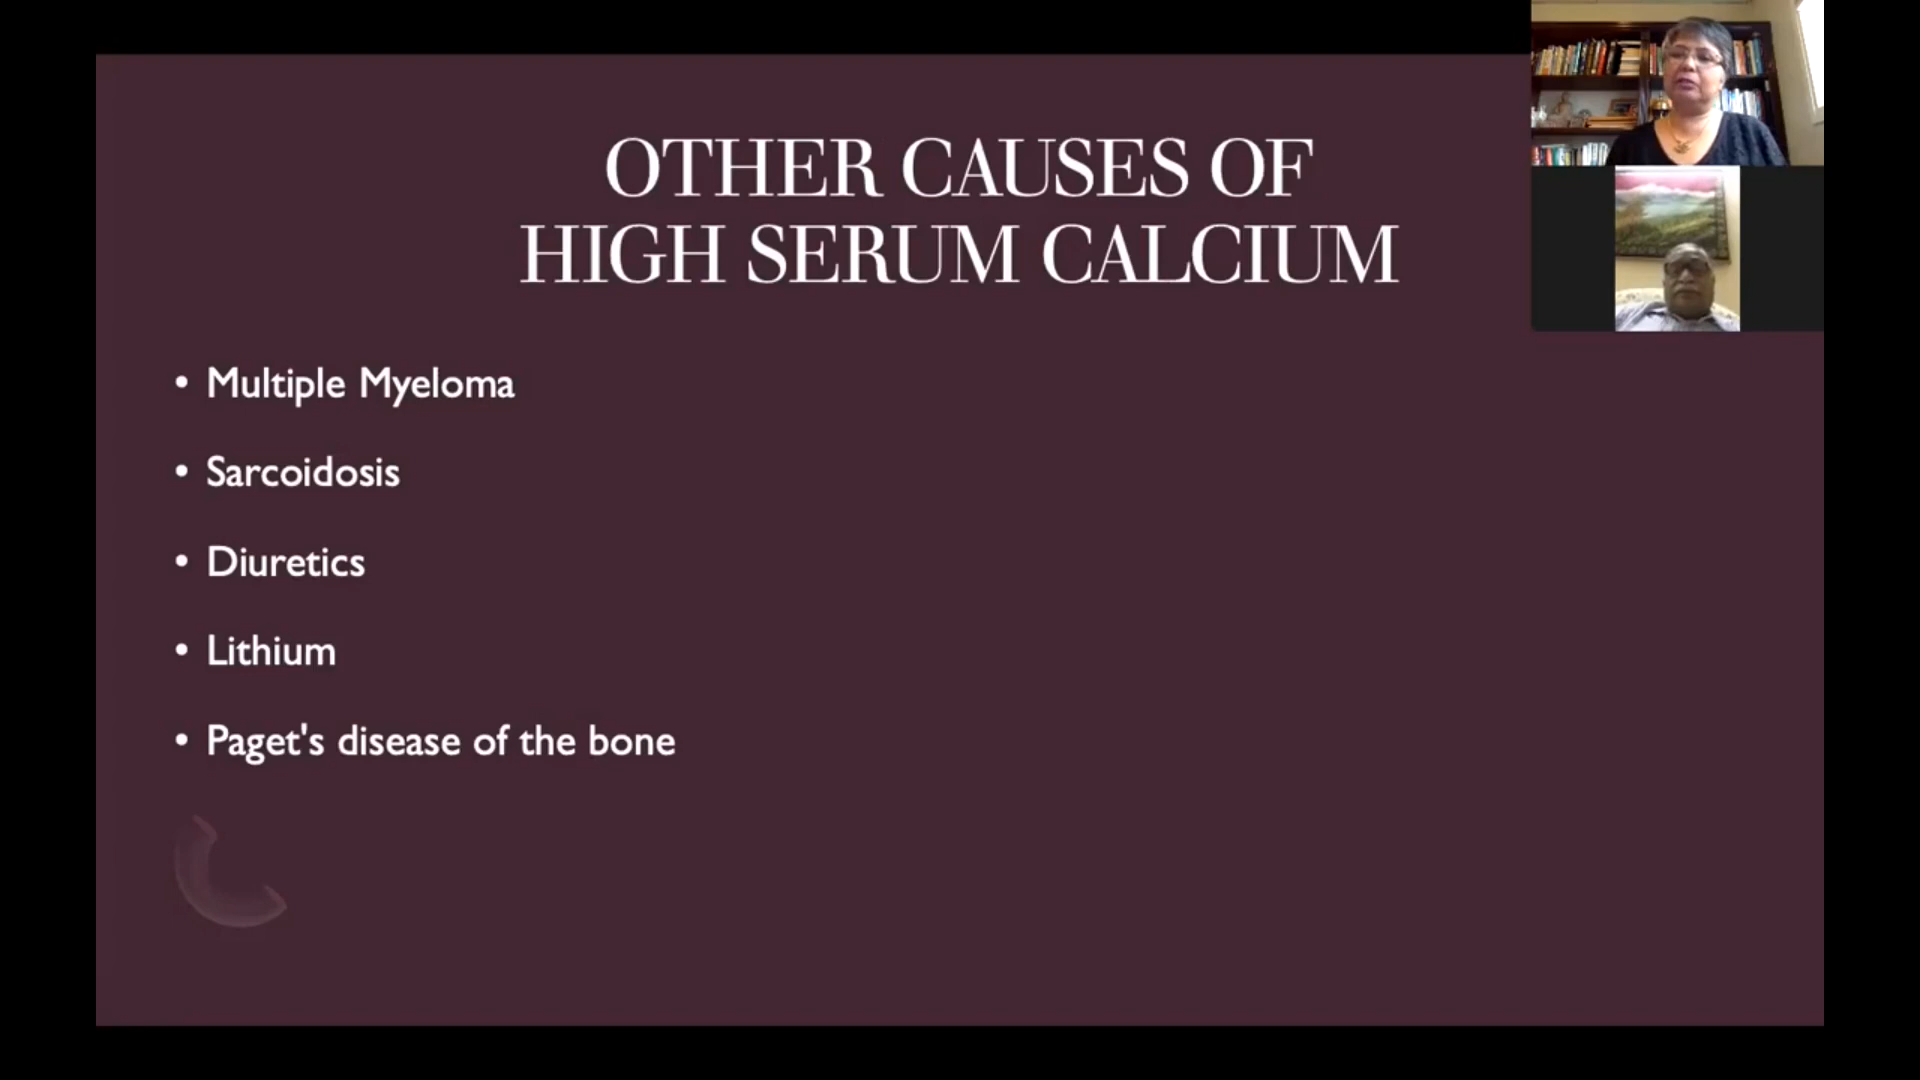 OTHER CAUSES OF
HIGH SERUM CALCIUM
• Multiple Myeloma
• Sarcoidosis
• Diuretics
• Lithium
• Paget's disease of the bone